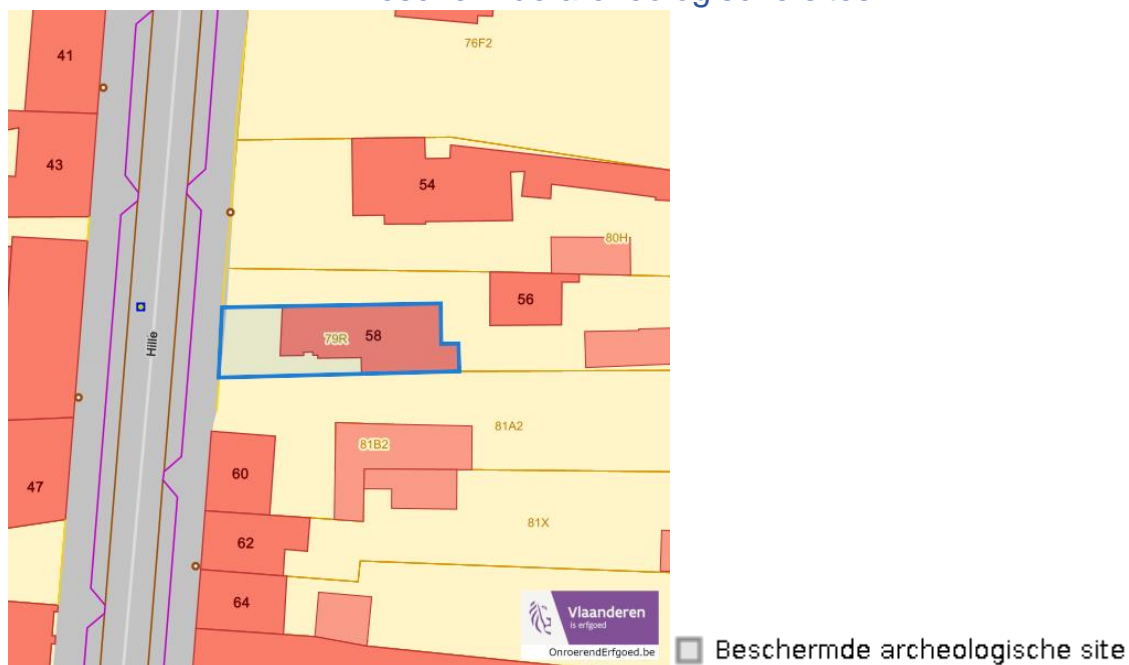 41
76F2
43
54
80H
56
Hille
79R
58
81A2
81B2
60
47
81X
62
64
Vlaanderen
is erfgoed
OnroerendErfgoed.be
Beschermde archeologische site